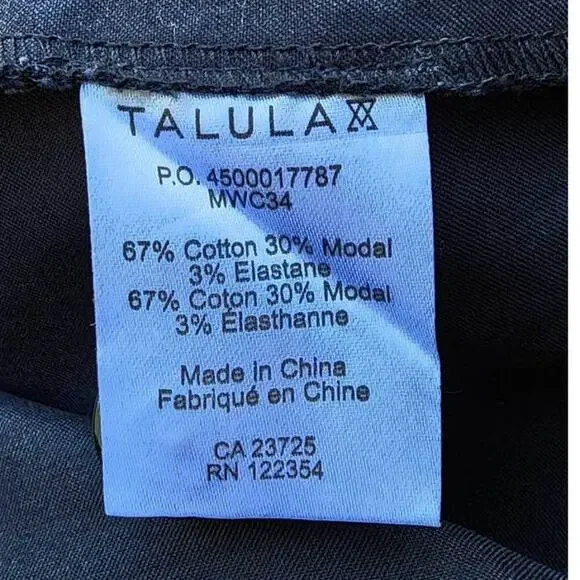 TALULA
P.O. 4500017787
MWC34
67% Cotton 30% Modal
3% Elastane
67% Coton 30% Modal
3% Élasthanne
Made in China
Fabriqué en Chine
CA 23725
RN 122354